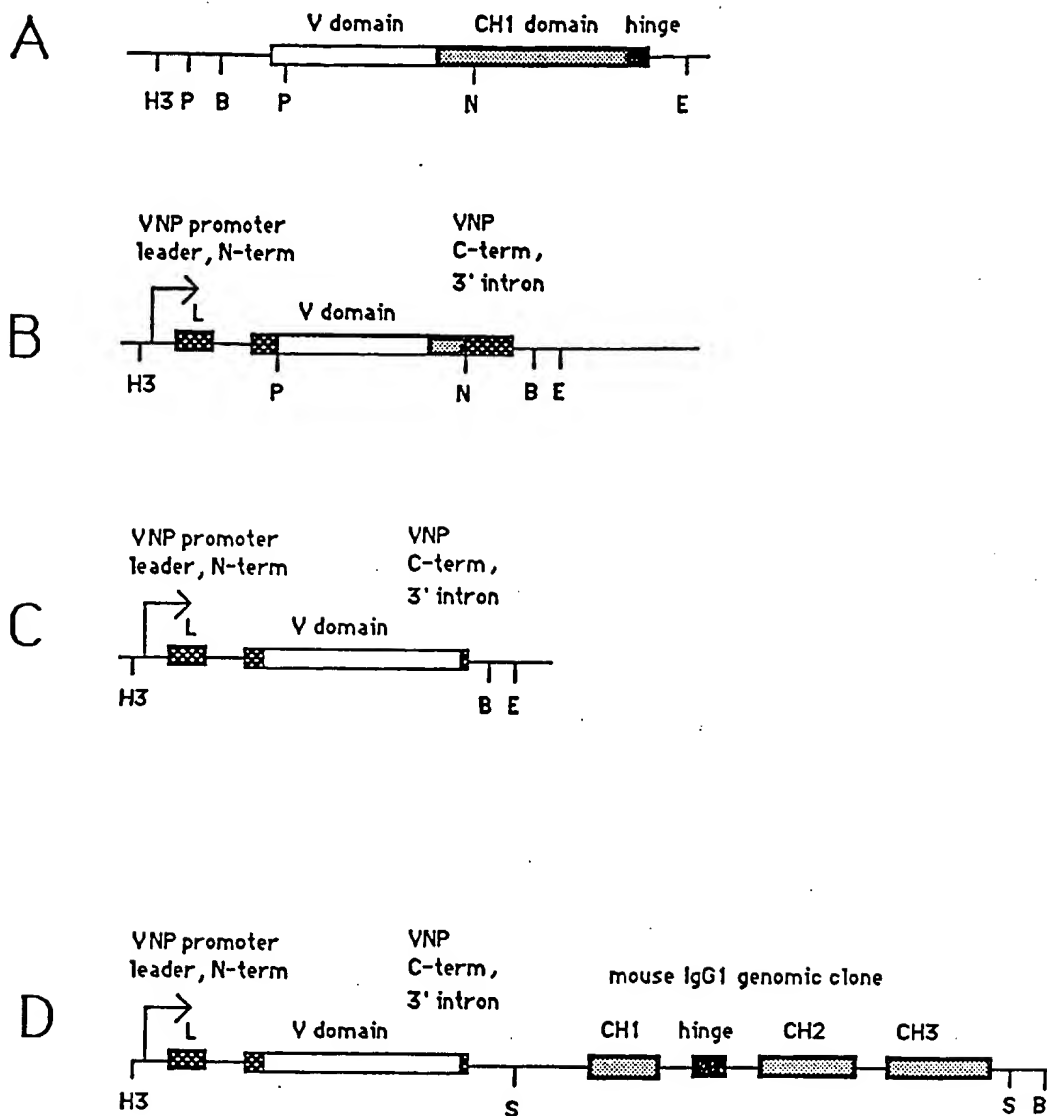 A
V domain CH1 domain hinge
H3 P B P N E
VNP promoter
leader, N-term
VNP
C-term,
3' intron
L
V domain
B
H3 P N B E
VNP promoter
leader, N-term
VNP
C-term,
3' intron
L
V domain
C
H3 B E
VNP promoter
leader, N-term
VNP
C-term,
3' intron
mouse IgG1 genomic clone
L
V domain
CH1 hinge CH2 CH3
D
H3 S S B